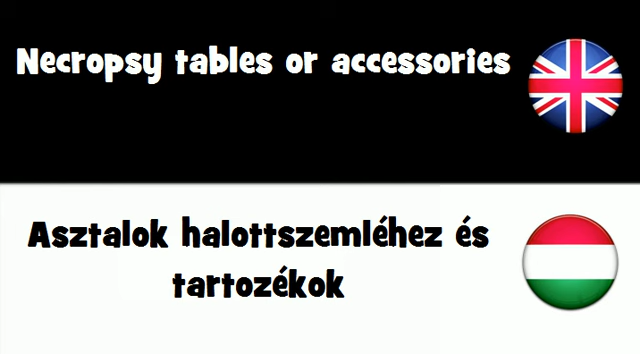 Necropsy tables or accessories
Asztalok halottszemléhez és
tartozékok